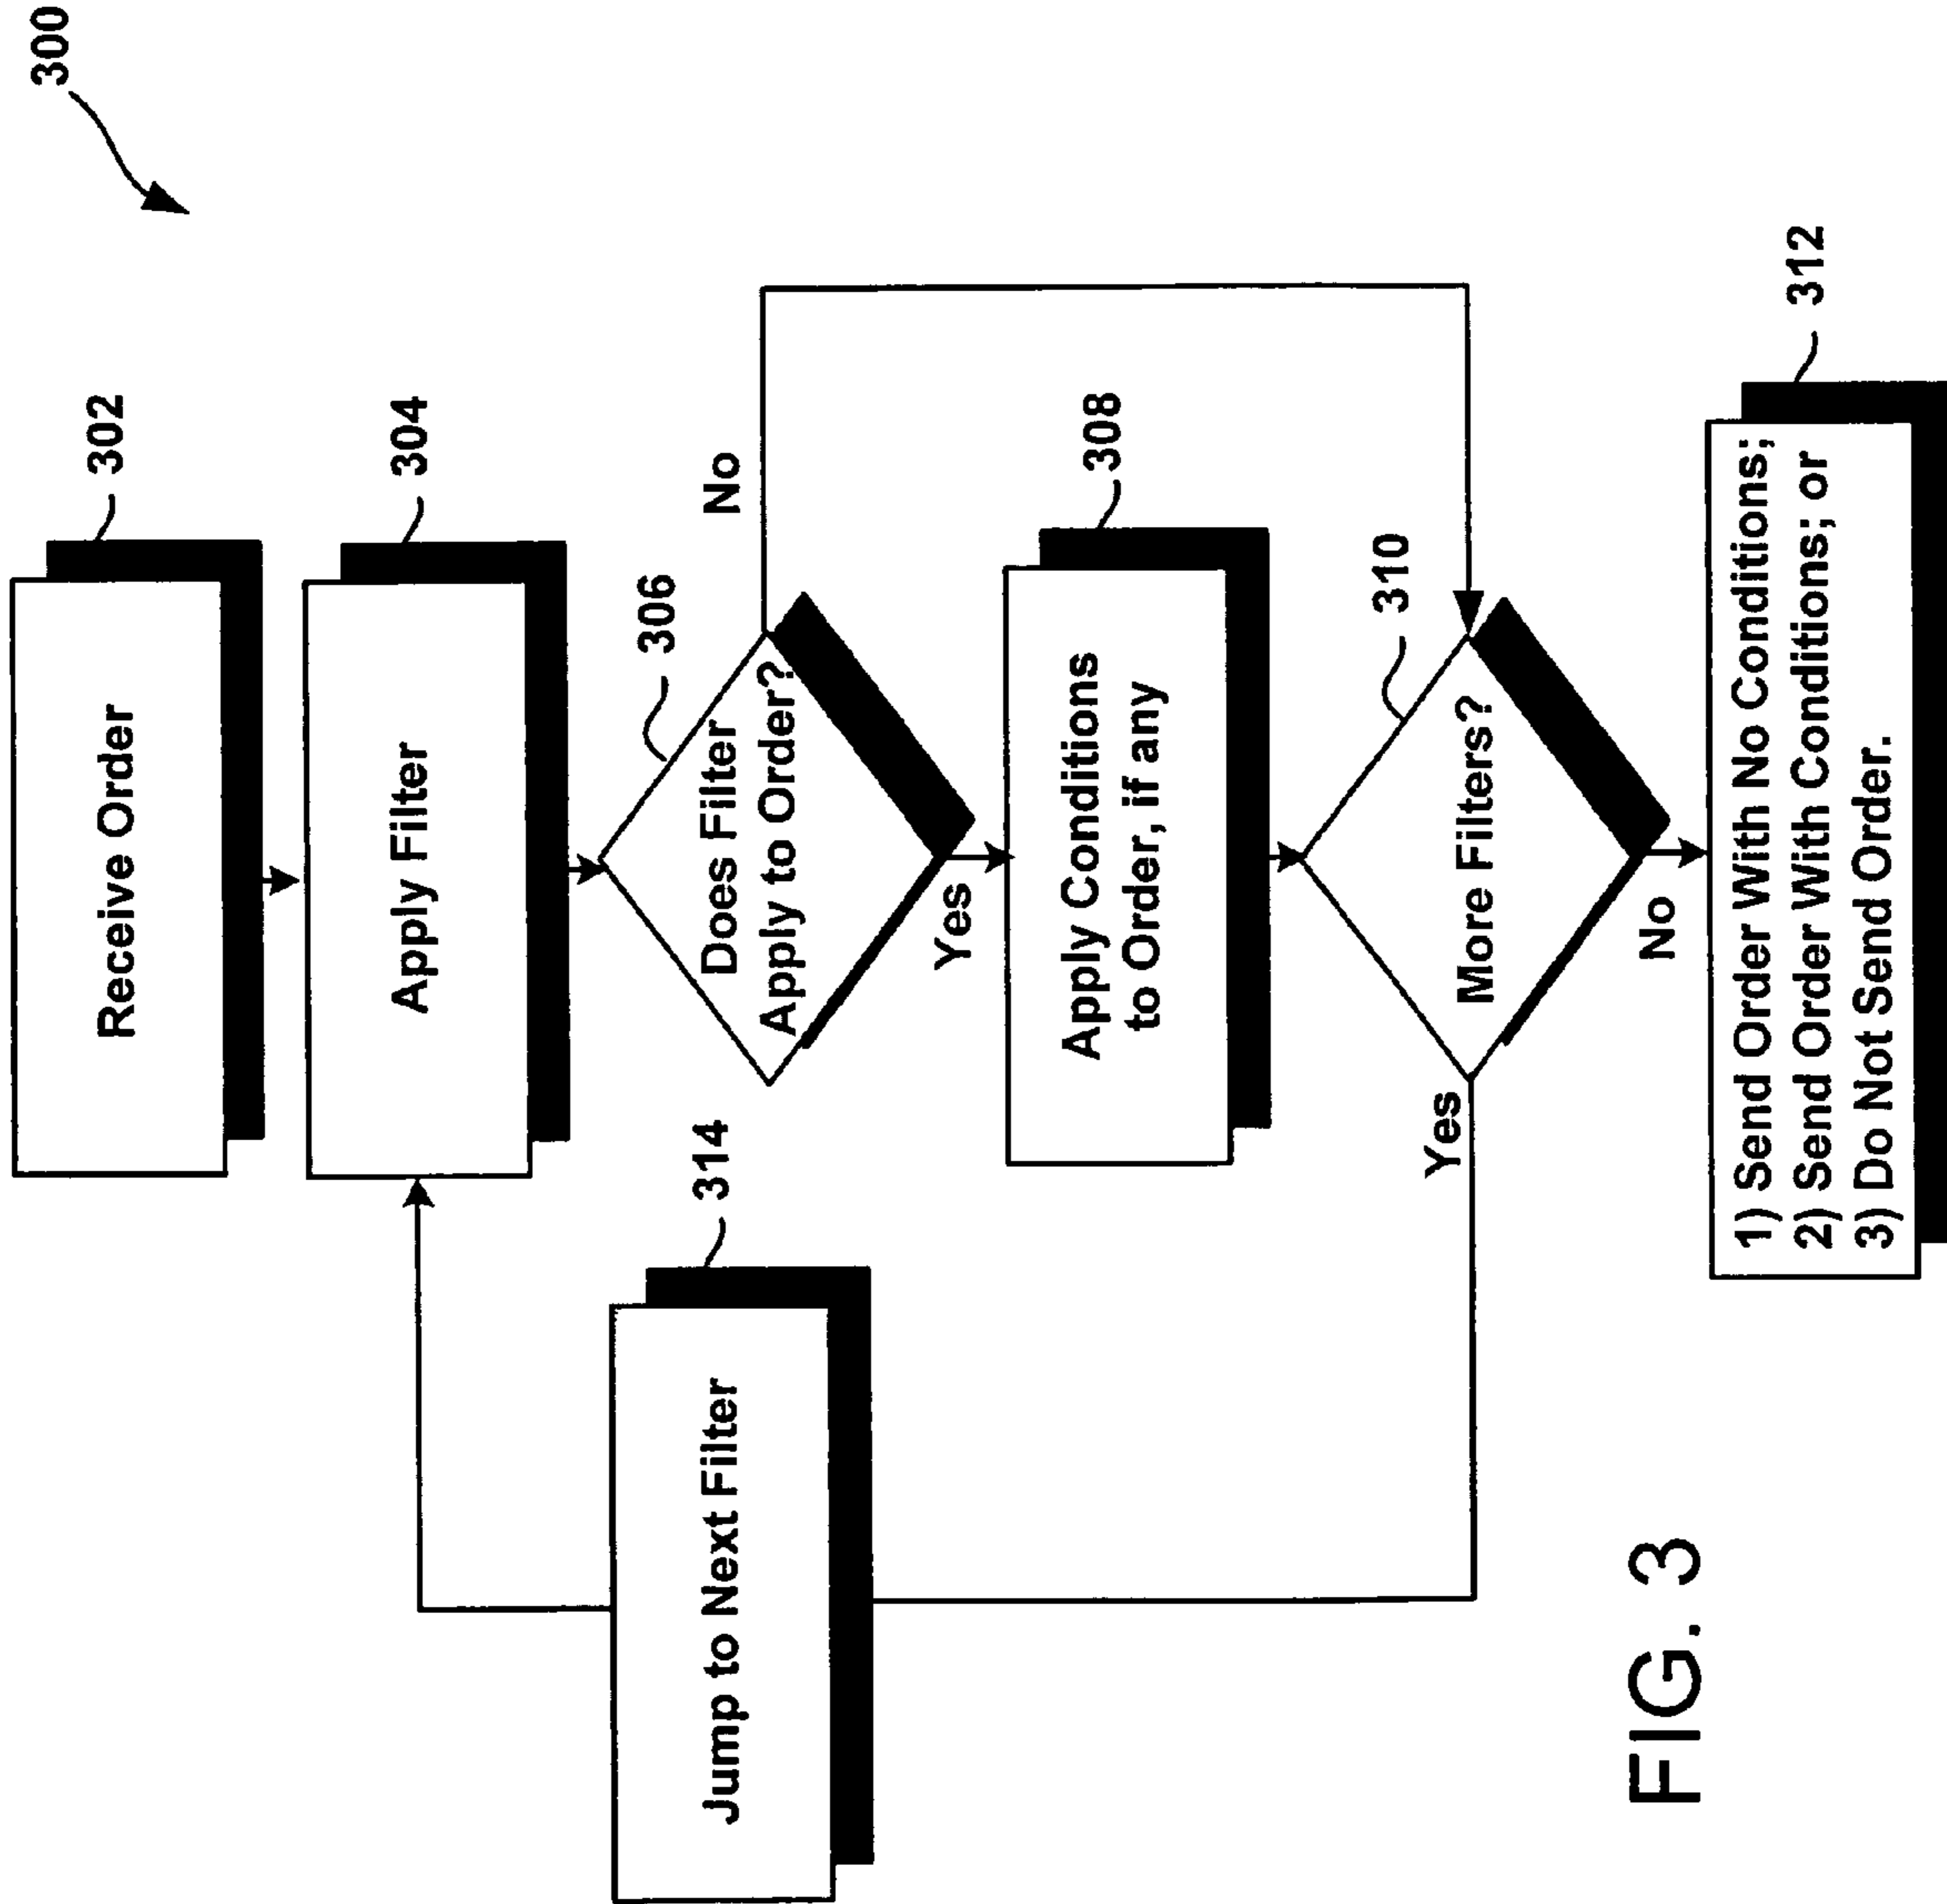 300
Receive Order
302
Apply Filter
304
Does Filter
Apply to Order?
306
No
Yes
Apply Conditions
to Order, if any
308
More Filters?
310
Yes
No
Jump to Next Filter
314
1) Send Order With No Conditions;
2) Send Order With Conditions; or
3) Do Not Send Order.
312
FIG. 3